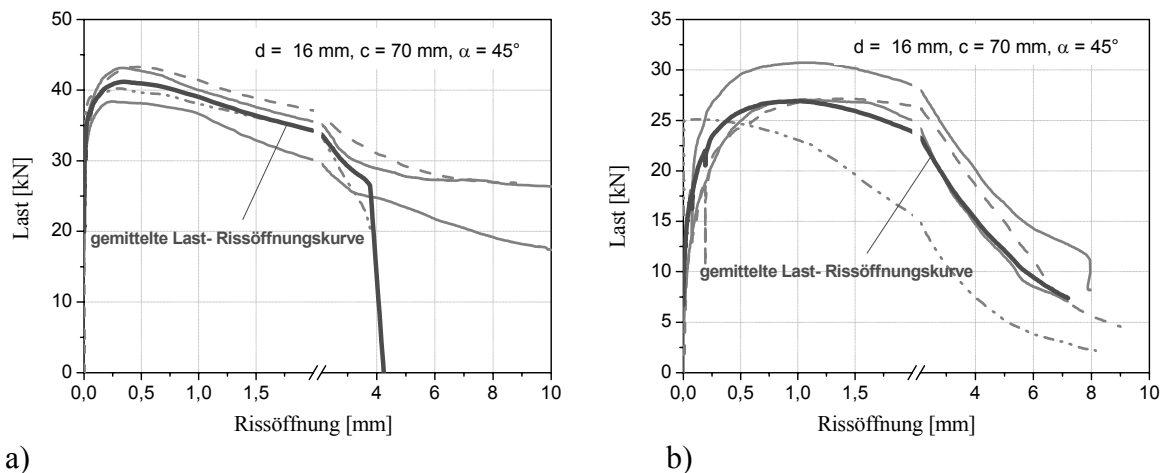 50
40
30
20
10
0
Last [kN]
d = 16 mm, c = 70 mm, α = 45°
gemittelte Last- Rissöffnungskurve
0,0 0,5 1,0 1,5 4 6 8 10
Rissöffnung [mm]
a)
35
30
25
20
15
10
5
0
Last [kN]
d = 16 mm, c = 70 mm, α = 45°
gemittelte Last- Rissöffnungskurve
0,0 0,5 1,0 1,5 4 6 8 10
Rissöffnung [mm]
b)